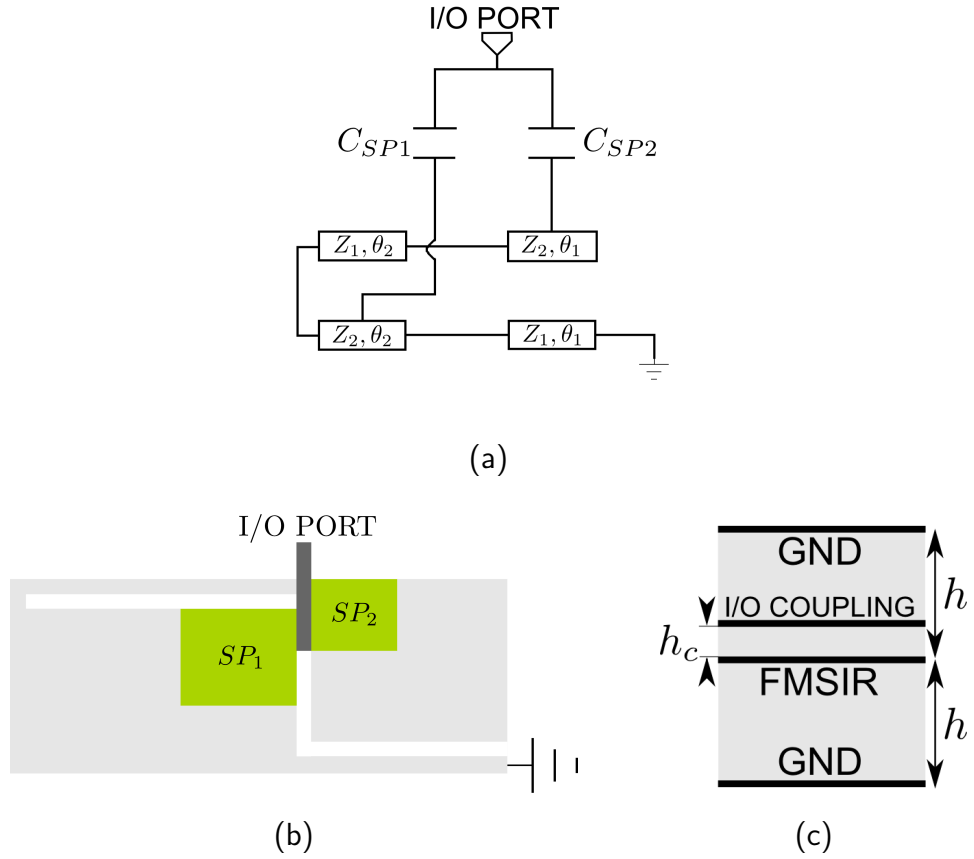 I/O PORT
C_{SP1} C_{SP2}
Z_1, θ_2 Z_2, θ_1
Z_2, θ_2 Z_1, θ_1
(a)
I/O PORT
SP_1 SP_2
GND
I/O COUPLING
h
h_c
FMSIR
h
GND
(b) (c)